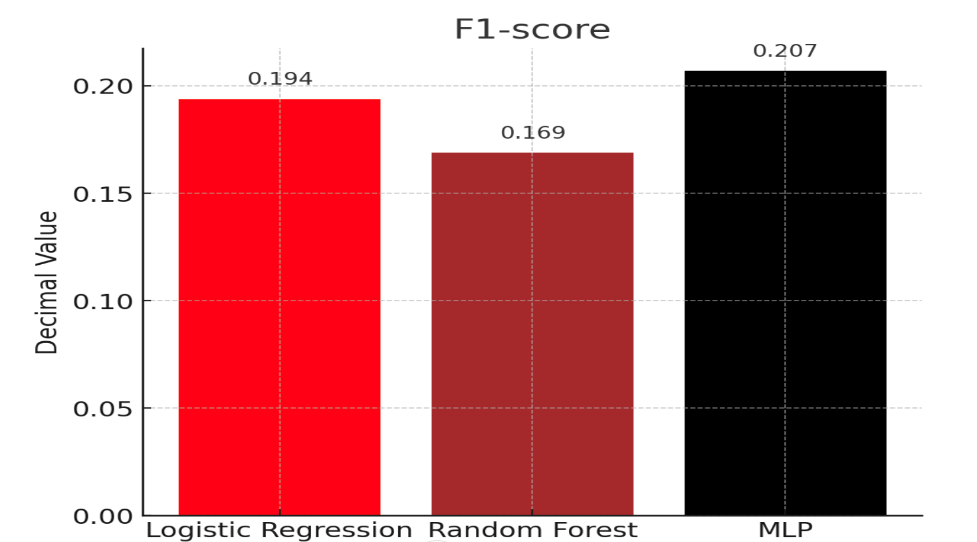 F1-score
0.194
0.169
0.207
Decimal Value
0.20
0.15
0.10
0.05
0.00
Logistic Regression
Random Forest
MLP